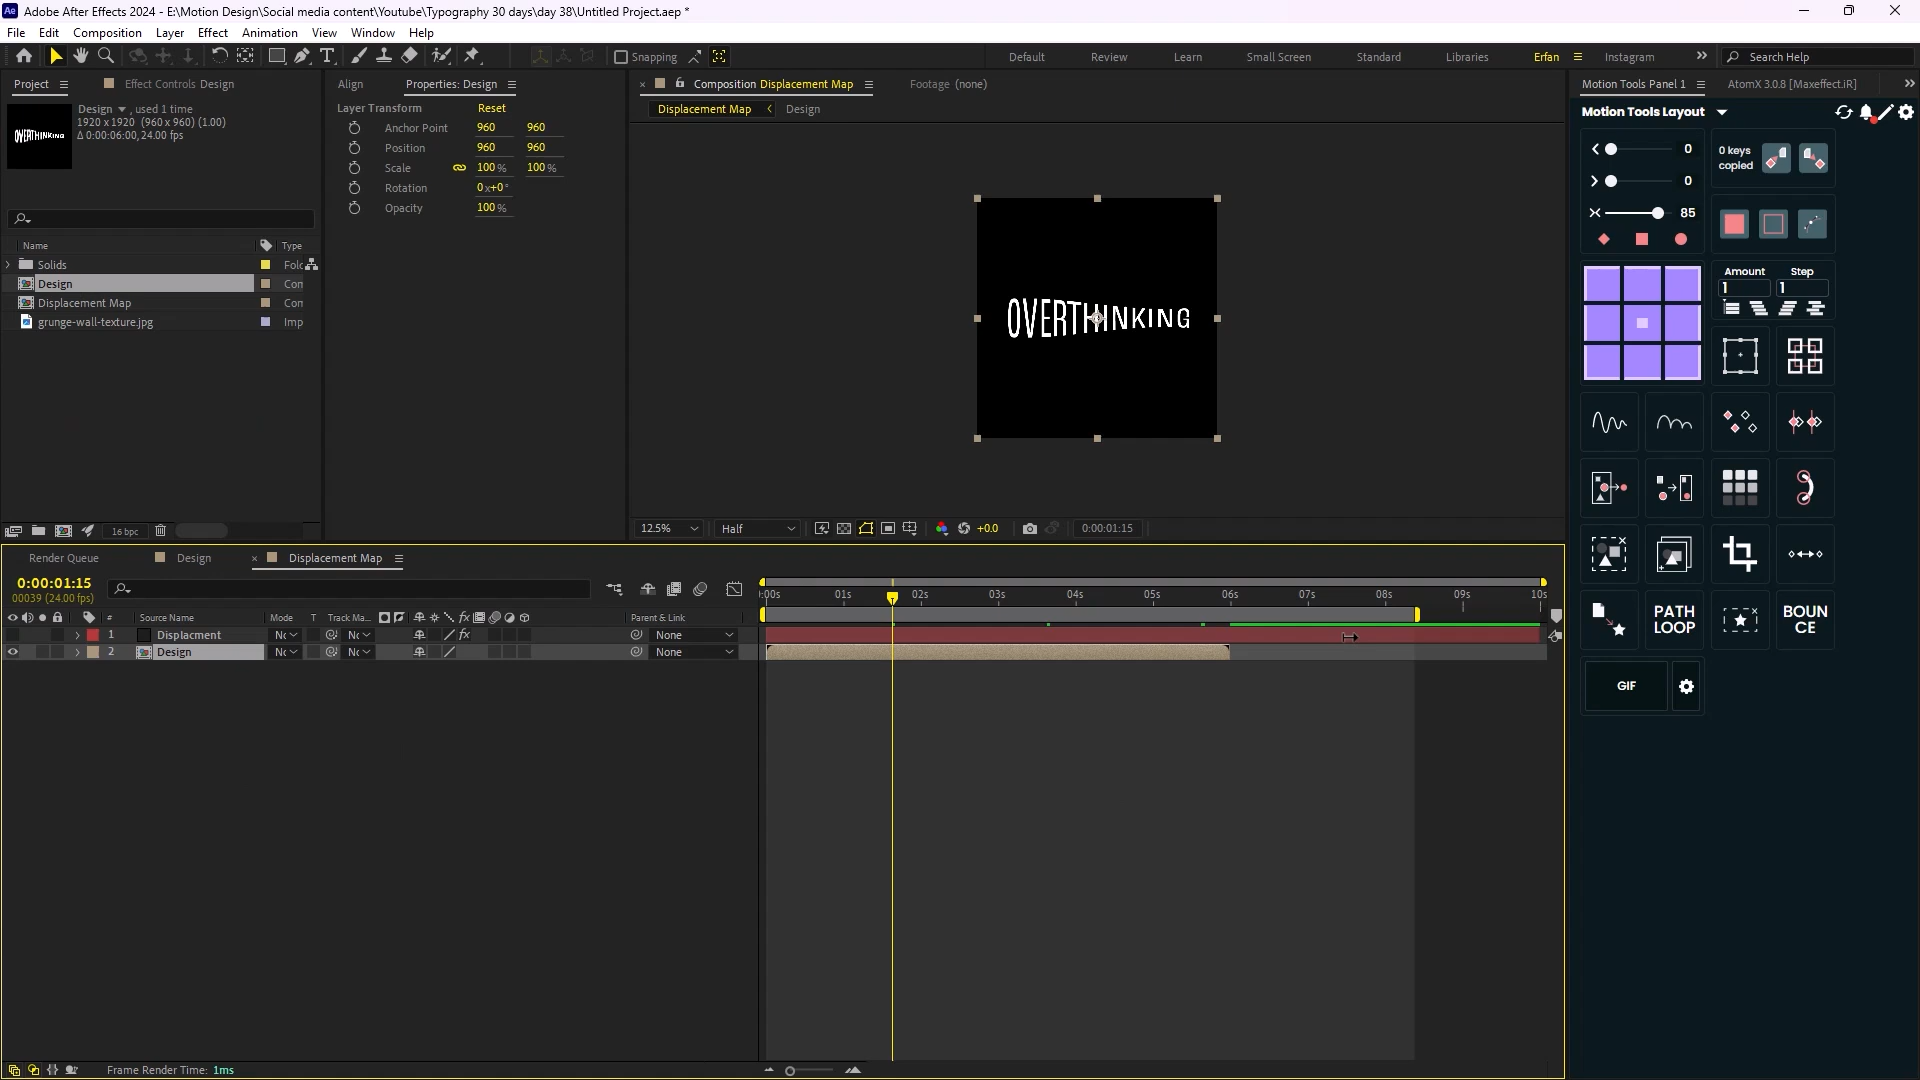 Adobe After Effects 2024 - E:\Motion Design\Social media content\Youtube\Typography 30 days\day 38\Untitled Project.aep *
File Edit Composition Layer Effect Animation View Window Help
Snapping
Default Review Learn Small Screen Standard Libraries Erfan Instagram Search Help
Project Effect Controls Design
Align Properties: Design
Composition Displacement Map Footage (none)
Motion Tools Panel 1 AtomX 3.0.8 [Maxeffect.iR]
Design , used 1 time
1920 x 1920 (960 x 960) (1.00)
Δ 0:00:06:00, 24.00 fps
Layer Transform Reset
Anchor Point 960 960
Position 960 960
Scale 100 % 100 %
Rotation 0x+0°
Opacity 100 %
Displacement Map Design
Motion Tools Layout
0
0
85
0 keys
copied
Amount Step
1 1
PATH
LOOP
BOUN
CE
GIF
OVERTHINKING
OVERTHINKING
Name Type
Solids Folc
Design Con
Displacement Map Con
grunge-wall-texture.jpg Imp
16 bpc
12.5% Half +0.0 0:00:01:15
Render Queue Design Displacement Map
0:00:01:15
00039 (24.00 fps)
:00s 01s 02s 03s 04s 05s 06s 07s 08s 09s 10s
# Source Name Mode T Track Ma... fx Parent & Link
1 Displacment Nc Nc fx None
2 Design Nc Nc None
Frame Render Time: 1ms